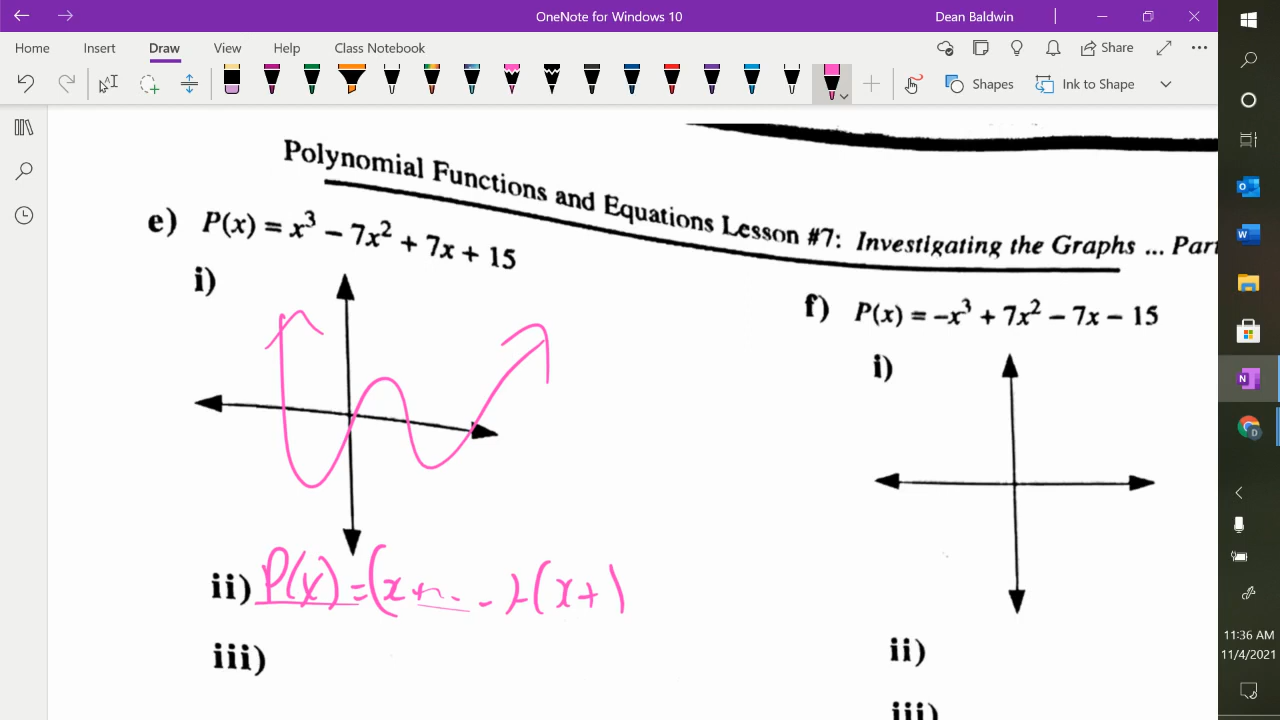 OneNote for Windows 10
Dean Baldwin
Home Insert Draw View Help Class Notebook
Share
Shapes
Ink to Shape
Polynomial Functions and Equations Lesson #7: Investigating the Graphs ... Part
e) P(x) = x³ – 7x² + 7x + 15
i)
f) P(x) = –x³ + 7x² – 7x – 15
i)
ii) P(x) = (x + )(x+)
iii)
ii)
iii)
11:36 AM
11/4/2021